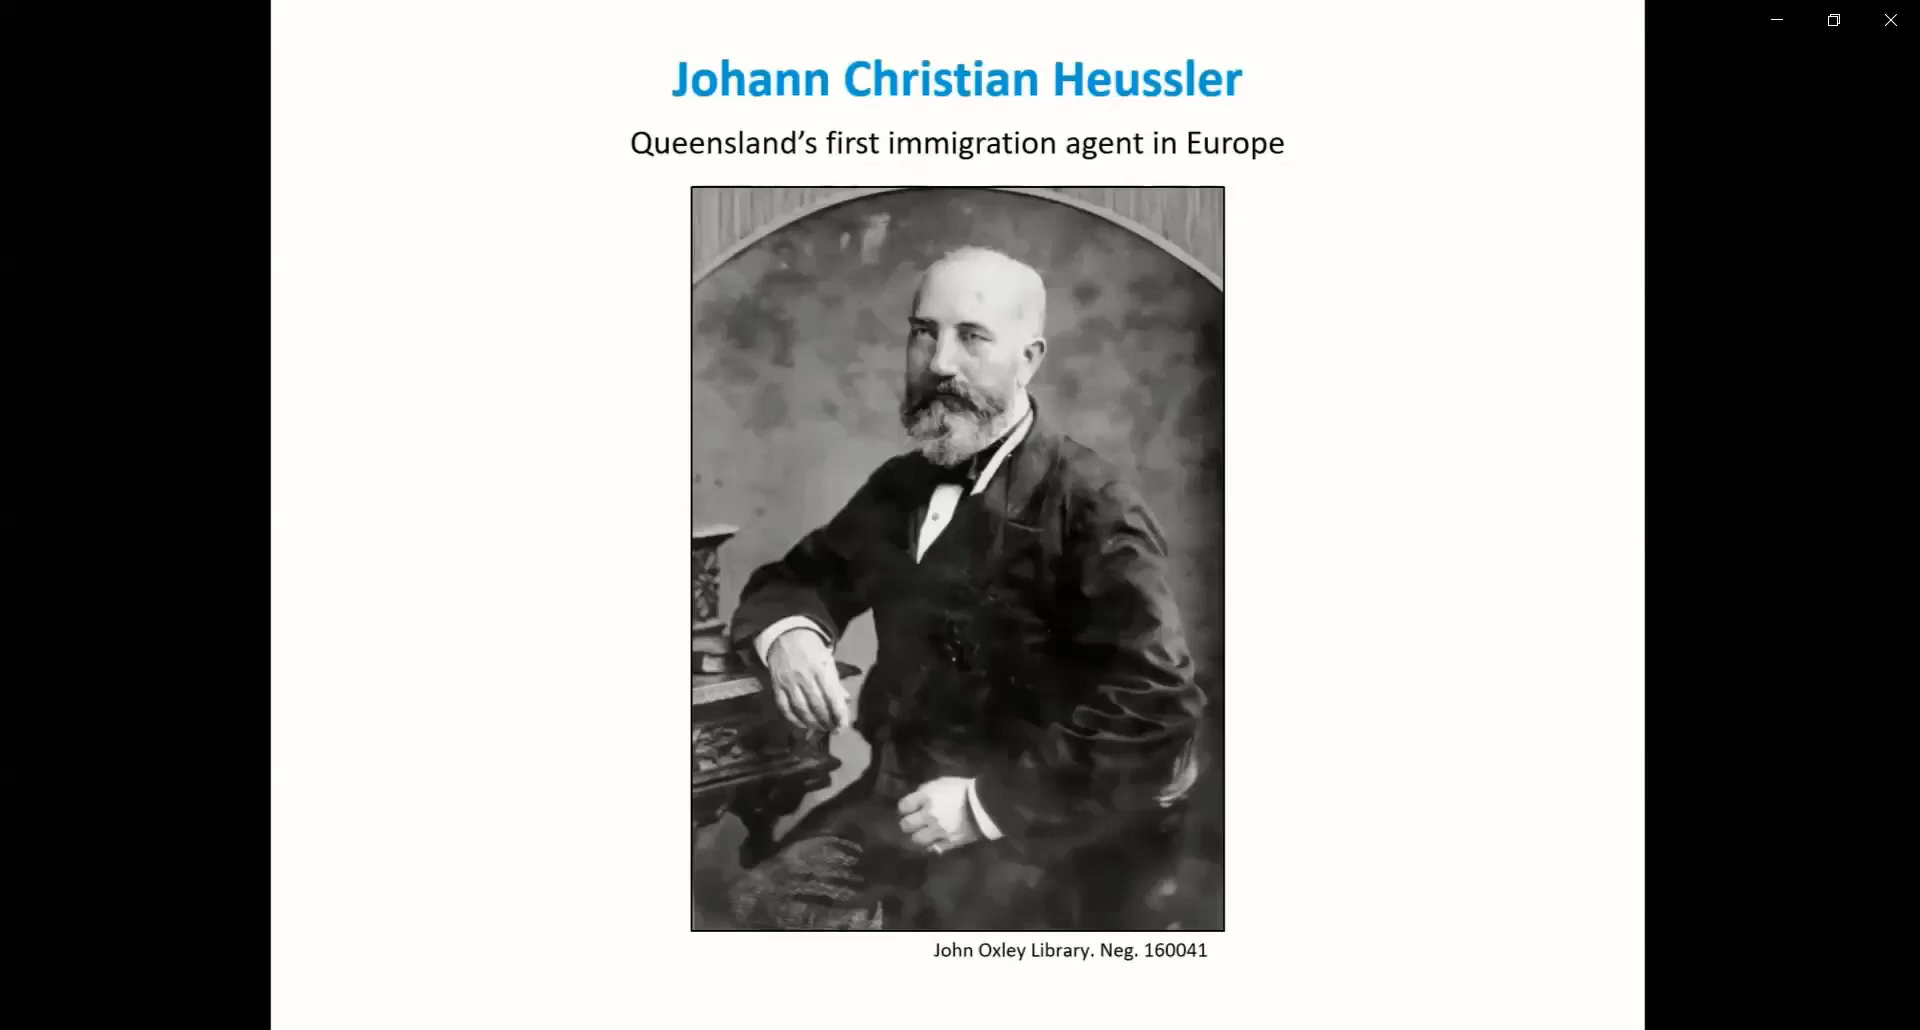 Johann Christian Heussler
Queensland’s first immigration agent in Europe
John Oxley Library. Neg. 160041